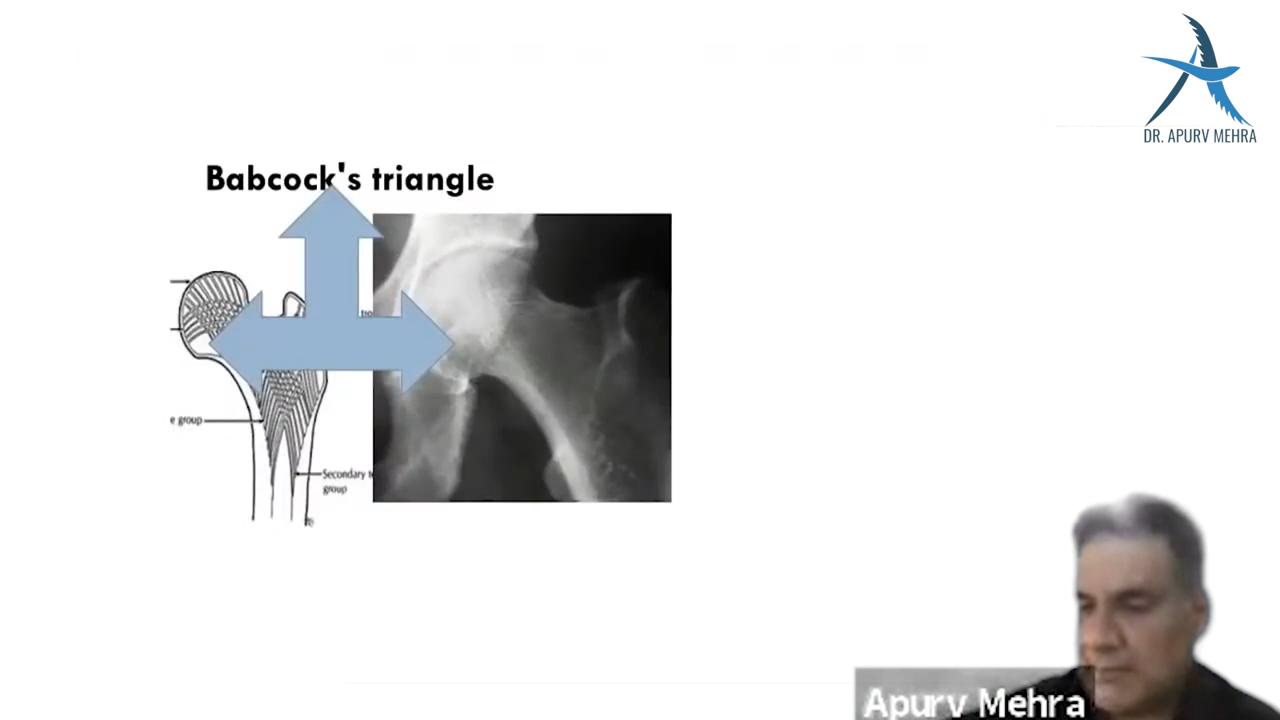 DR. APURV MEHRA
Babcock's triangle
e group
Secondary
group
Apurv Mehra